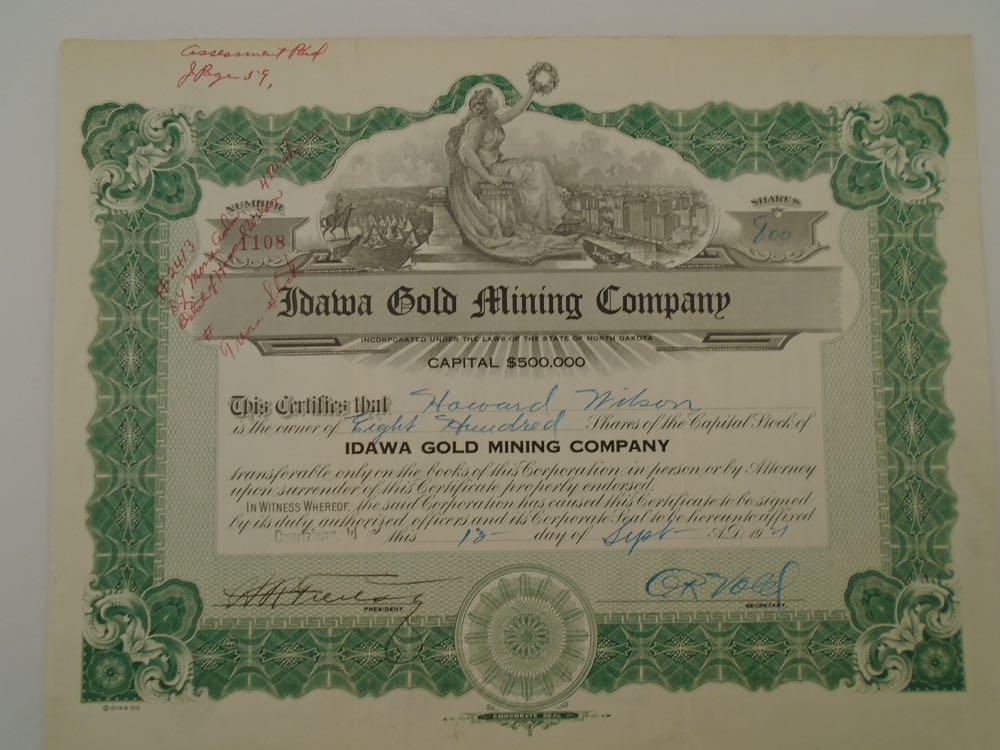 Assessment Paid
J. Page 59,
NUMBER
1108
SHARES
800
#2413
Idawa Gold Mining Company
INCORPORATED UNDER THE LAWS OF THE STATE OF NORTH DAKOTA
CAPITAL $500,000
This Certifies that Howard Wilson
is the owner of Eight Hundred Shares of the Capital Stock of
IDAWA GOLD MINING COMPANY
transferable only on the books of this Corporation in person or by Attorney
upon surrender of this Certificate properly endorsed.
IN WITNESS WHEREOF, the said Corporation has caused this Certificate to be signed
by its duly authorized officers and its Corporate Seal to be hereunto affixed
this 13 day of Sept A.D. 19
PRESIDENT
O R Vold
SECRETARY.
CORPORATE SEAL